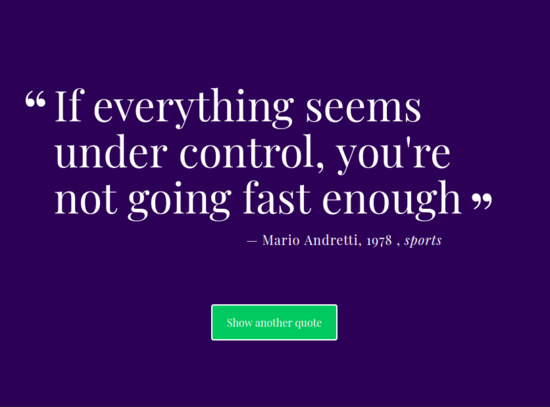 “ If everything seems
under control, you're
not going fast enough ”
— Mario Andretti, 1978 , sports
Show another quote